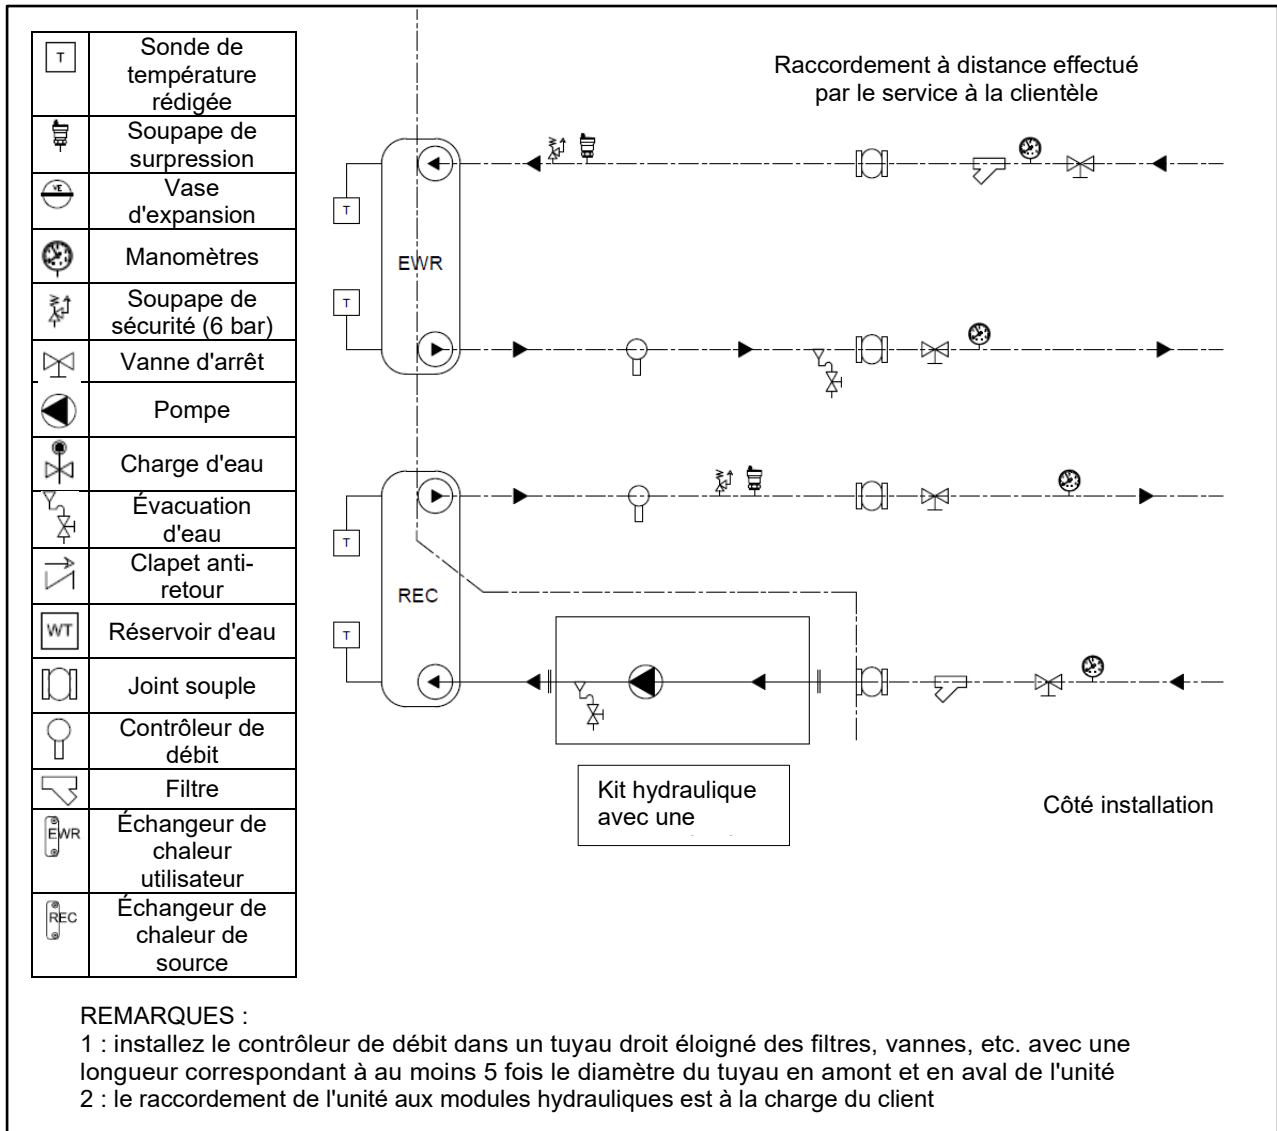 T
Sonde de
température
rédigée
Soupape de
surpression
VE
Vase
d'expansion
Manomètres
Soupape de
sécurité (6 bar)
Vanne d'arrêt
Pompe
Charge d'eau
Évacuation
d'eau
Clapet anti-
retour
WT
Réservoir d'eau
Joint souple
Contrôleur de
débit
Filtre
EWR
Échangeur de
chaleur
utilisateur
REC
Échangeur de
chaleur de
source
Raccordement à distance effectué
par le service à la clientèle
T
EWR
T
T
REC
T
Kit hydraulique
avec une
Côté installation
REMARQUES :
1 : installez le contrôleur de débit dans un tuyau droit éloigné des filtres, vannes, etc. avec une
longueur correspondant à au moins 5 fois le diamètre du tuyau en amont et en aval de l'unité
2 : le raccordement de l'unité aux modules hydrauliques est à la charge du client